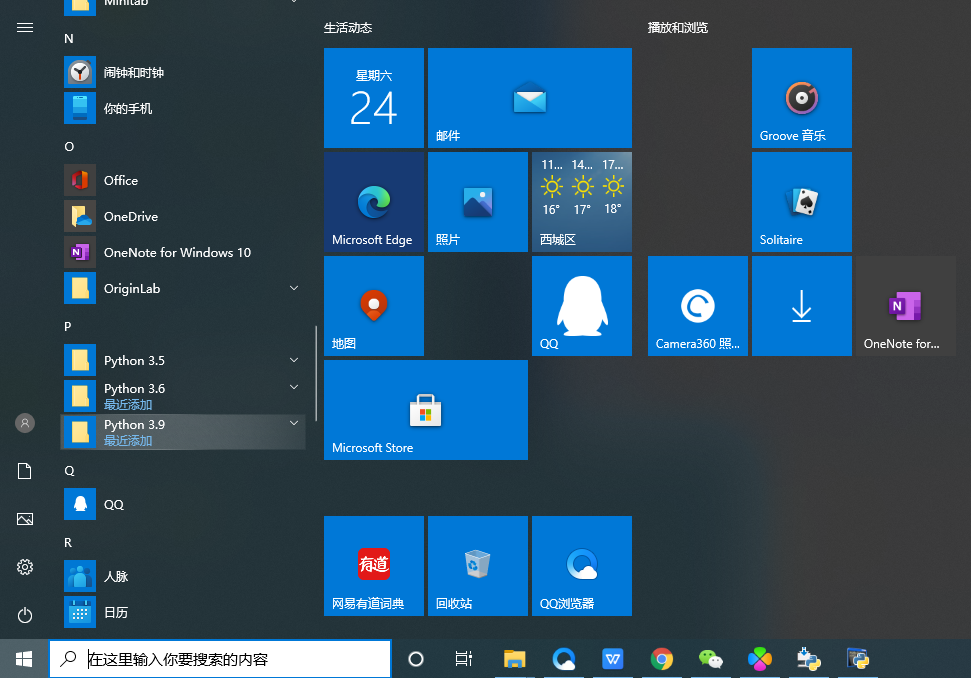 Minitab
N
闹钟和时钟
你的手机
O
Office
OneDrive
OneNote for Windows 10
OriginLab
P
Python 3.5
Python 3.6
最近添加
Python 3.9
最近添加
Q
QQ
R
人脉
日历
生活动态
星期六
24
邮件
Microsoft Edge
照片
11... 14... 17...
16° 17° 18°
西城区
地图
QQ
Microsoft Store
有道
网易有道词典
回收站
QQ浏览器
播放和浏览
Groove 音乐
Solitaire
Camera360 照...
N
OneNote for...
在这里输入你要搜索的内容